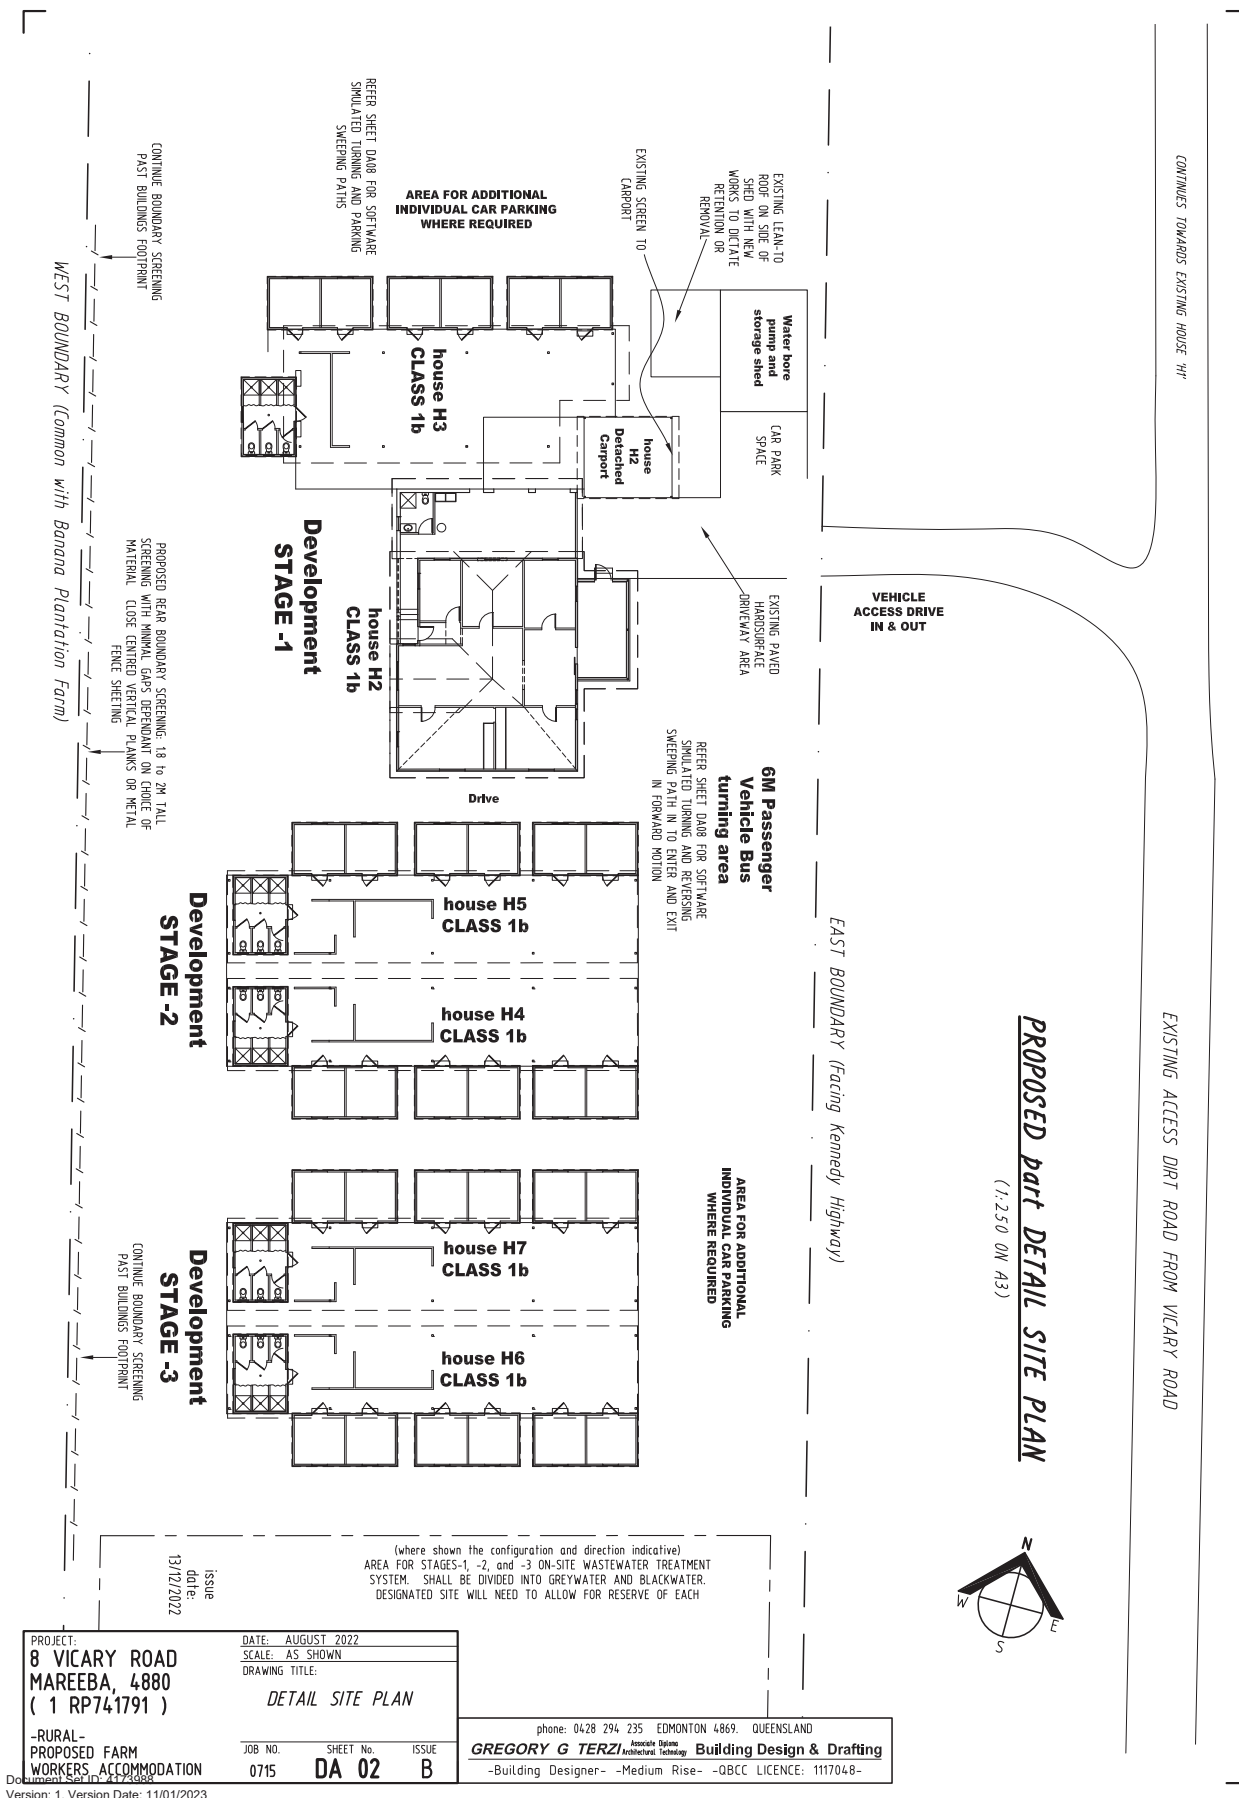 CONTINUES TOWARDS EXISTING HOUSE 'H1'
REFER SHEET DA08 FOR SOFTWARE
SIMULATED TURNING AND PARKING
SWEEPING PATHS
CONTINUE BOUNDARY SCREENING
PAST BUILDINGS FOOTPRINT
AREA FOR ADDITIONAL
INDIVIDUAL CAR PARKING
WHERE REQUIRED
EXISTING SCREEN TO
CARPORT
EXISTING LEAN-TO
ROOF ON SIDE OF
SHED WITH NEW
WORKS TO DICTATE
RETENTION OR
REMOVAL
Water bore
pump and
storage shed
house H3
CLASS 1b
house
H2
Detached
Carport
CAR PARK
SPACE
WEST BOUNDARY (Common with Banana Plantation Farm)
Development
STAGE -1
house H2
CLASS 1b
EXISTING PAVED
HARDSURFACE
DRIVEWAY AREA
VEHICLE
ACCESS DRIVE
IN & OUT
PROPOSED REAR BOUNDARY SCREENING: 1.8 to 2M TALL
SCREENING WITH MINIMAL GAPS DEPENDANT ON CHOICE OF
MATERIAL CLOSE CENTRED VERTICAL PLANKS OR METAL
FENCE SHEETING
Drive
6M Passenger
Vehicle Bus
turning area
REFER SHEET DA08 FOR SOFTWARE
SIMULATED TURNING AND REVERSING
SWEEPING PATH IN TO ENTER AND EXIT
IN FORWARD MOTION
Development
STAGE -2
house H5
CLASS 1b
house H4
CLASS 1b
EAST BOUNDARY (Facing Kennedy Highway)
PROPOSED part DETAIL SITE PLAN
(1:250 ON A3)
EXISTING ACCESS DIRT ROAD FROM VICARY ROAD
AREA FOR ADDITIONAL
INDIVIDUAL CAR PARKING
WHERE REQUIRED
Development
STAGE -3
CONTINUE BOUNDARY SCREENING
PAST BUILDINGS FOOTPRINT
house H7
CLASS 1b
house H6
CLASS 1b
N
W
E
S
(where shown the configuration and direction indicative)
AREA FOR STAGES-1, -2, and -3 ON-SITE WASTEWATER TREATMENT
SYSTEM. SHALL BE DIVIDED INTO GREYWATER AND BLACKWATER.
DESIGNATED SITE WILL NEED TO ALLOW FOR RESERVE OF EACH
issue
date:
13/12/2022
PROJECT:
8 VICARY ROAD
MAREEBA, 4880
( 1 RP741791 )
-RURAL-
PROPOSED FARM
WORKERS ACCOMMODATION
DATE: AUGUST 2022
SCALE: AS SHOWN
DRAWING TITLE:
DETAIL SITE PLAN
JOB NO. SHEET No. ISSUE
0715 DA 02 B
phone: 0428 294 235 EDMONTON 4869. QUEENSLAND
GREGORY G TERZI Associate Diploma Architectural Technology Building Design & Drafting
-Building Designer- -Medium Rise- -QBCC LICENCE: 1117048-
Document Set ID: 4173988
Version: 1, Version Date: 11/01/2023